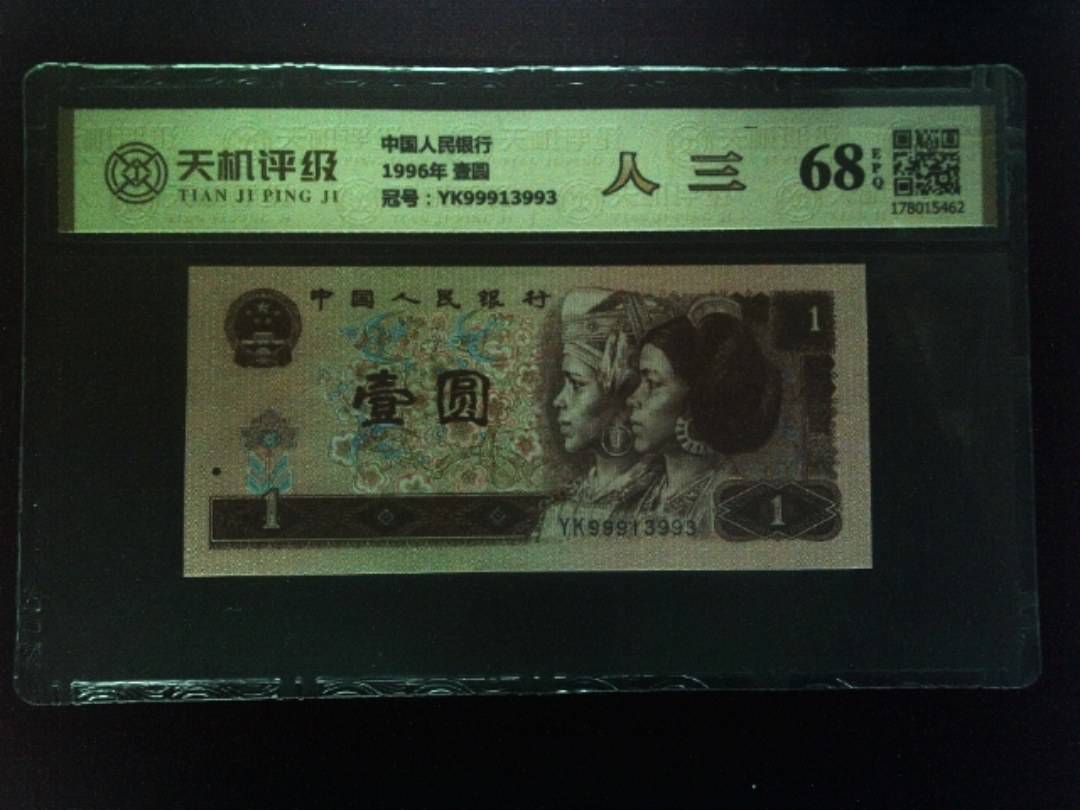 天机评级
TIAN JI PING JI
中国人民银行
1996年 壹圆
冠号：YK99913993
人三
68
EPQ
178015462
中国人民银行
1
壹圆
1
YK99913993
1